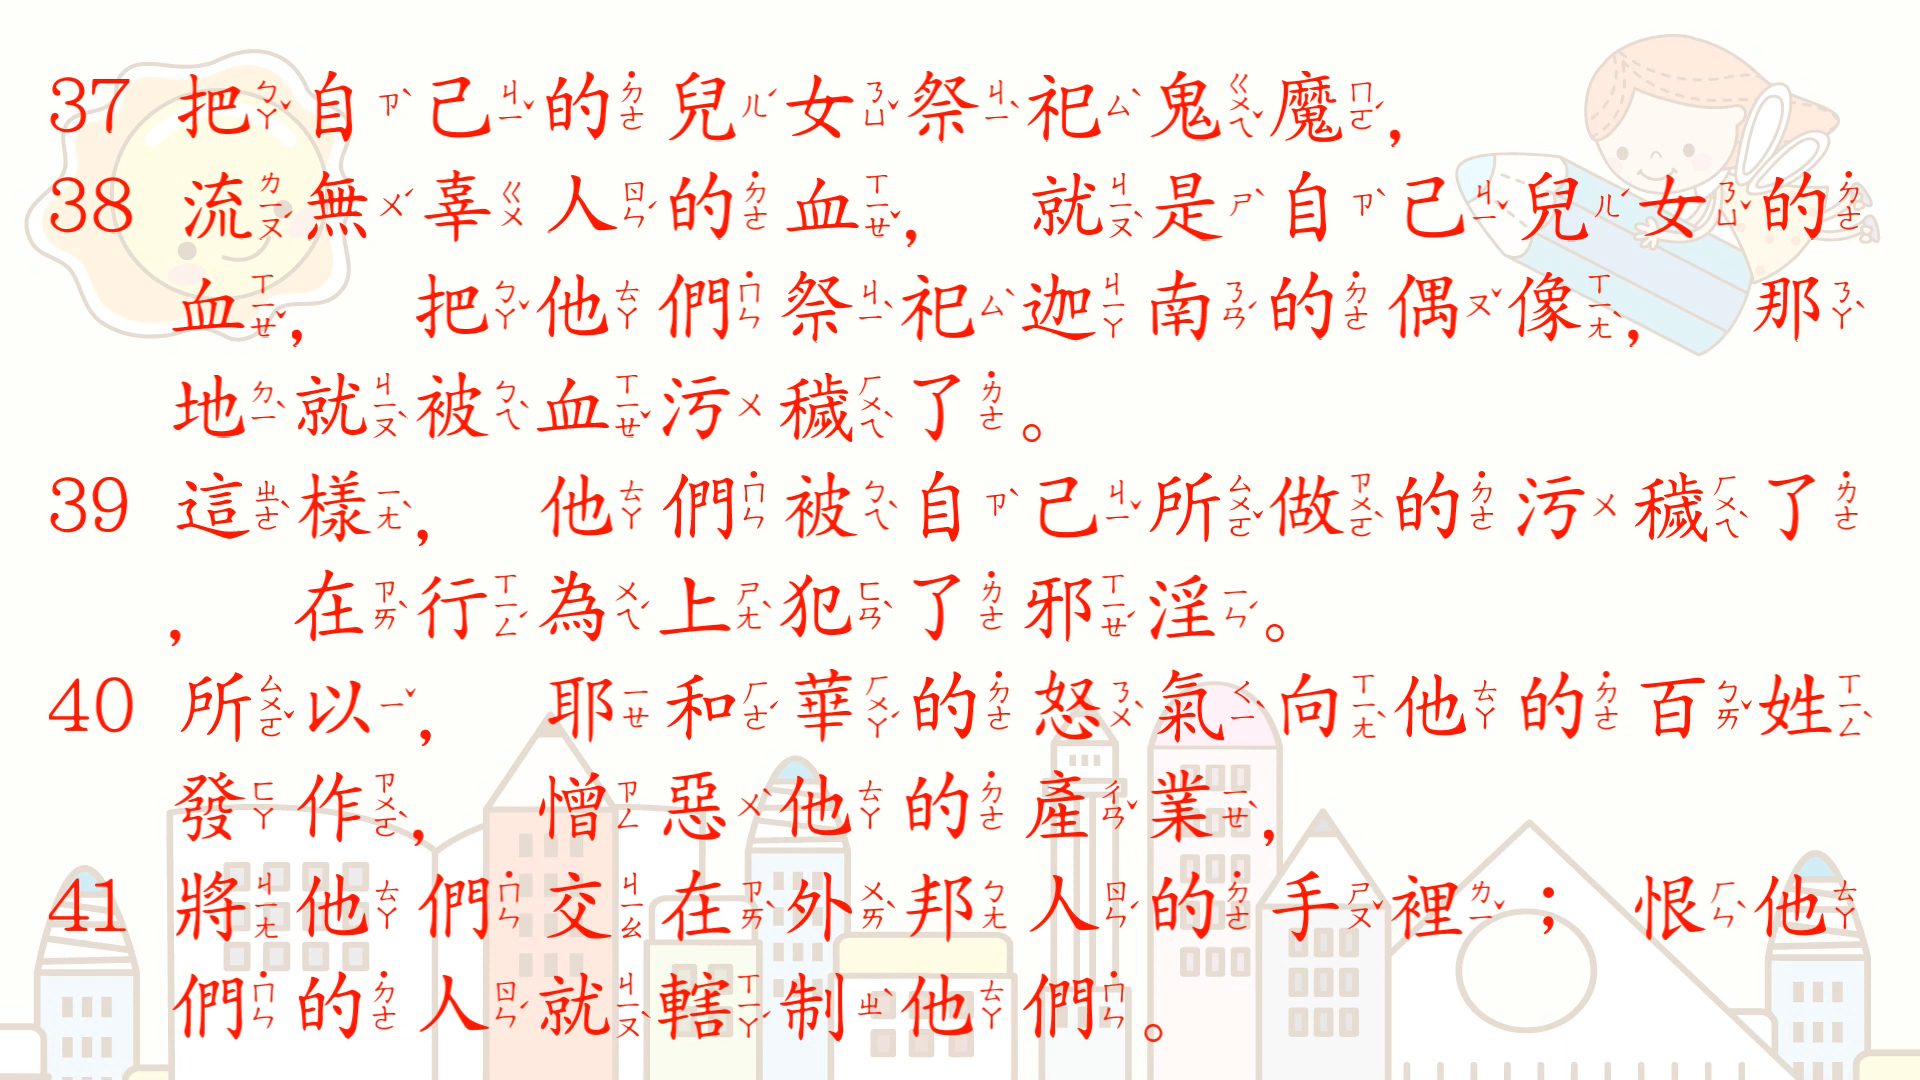 37 把自己的兒女祭祀鬼魔，
38 流無辜人的血， 就是自己兒女的
血， 把他們祭祀迦南的偶像， 那
地就被血污穢了。
39 這樣， 他們被自己所做的污穢了
， 在行為上犯了邪淫。
40 所以， 耶和華的怒氣向他的百姓
發作， 憎惡他的產業，
41 將他們交在外邦人的手裡； 恨他
們的人就轄制他們。